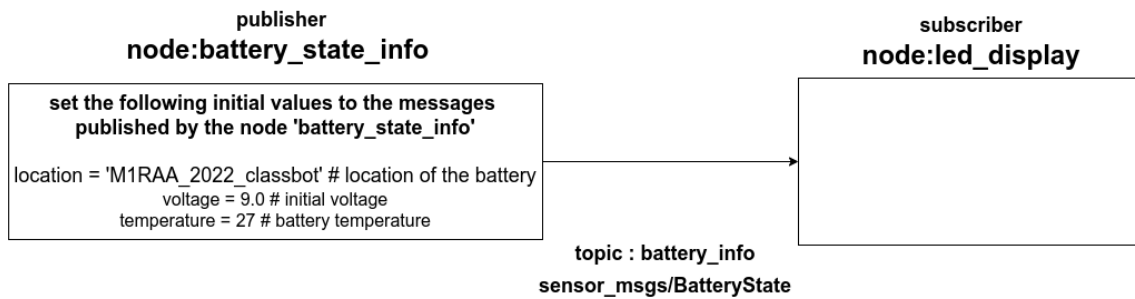 publisher
node:battery_state_info
set the following initial values to the messages
published by the node 'battery_state_info'
location = 'M1RAA_2022_classbot' # location of the battery
voltage = 9.0 # initial voltage
temperature = 27 # battery temperature
topic : battery_info
sensor_msgs/BatteryState
subscriber
node:led_display